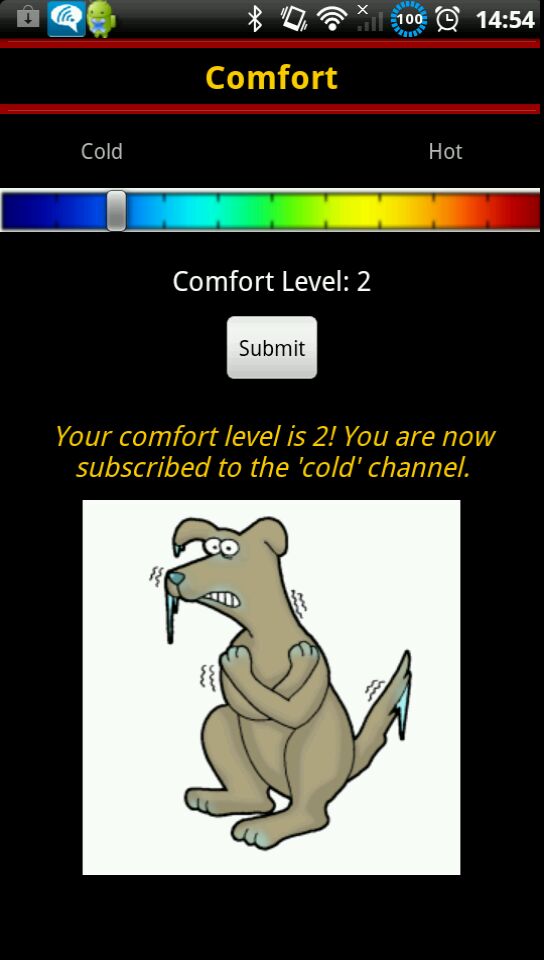 100 14:54
Comfort
Cold Hot
Comfort Level: 2
Submit
Your comfort level is 2! You are now
subscribed to the 'cold' channel.